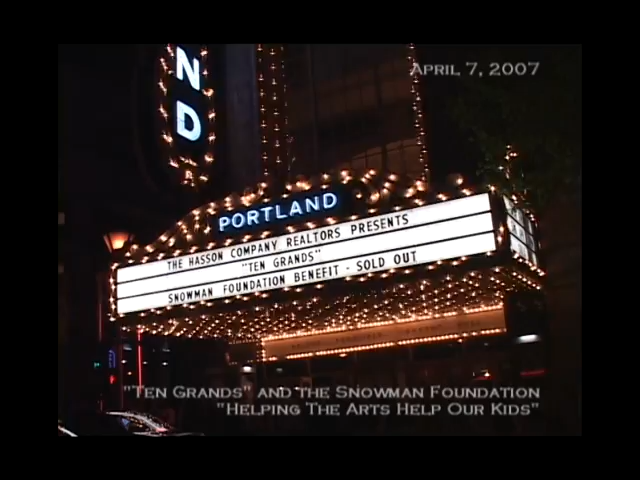 April 7, 2007
ND
PORTLAND
THE HASSON COMPANY REALTORS PRESENTS
"TEN GRANDS"
SNOWMAN FOUNDATION BENEFIT - SOLD OUT
"Ten Grands" and the Snowman Foundation
"Helping The Arts Help Our Kids"